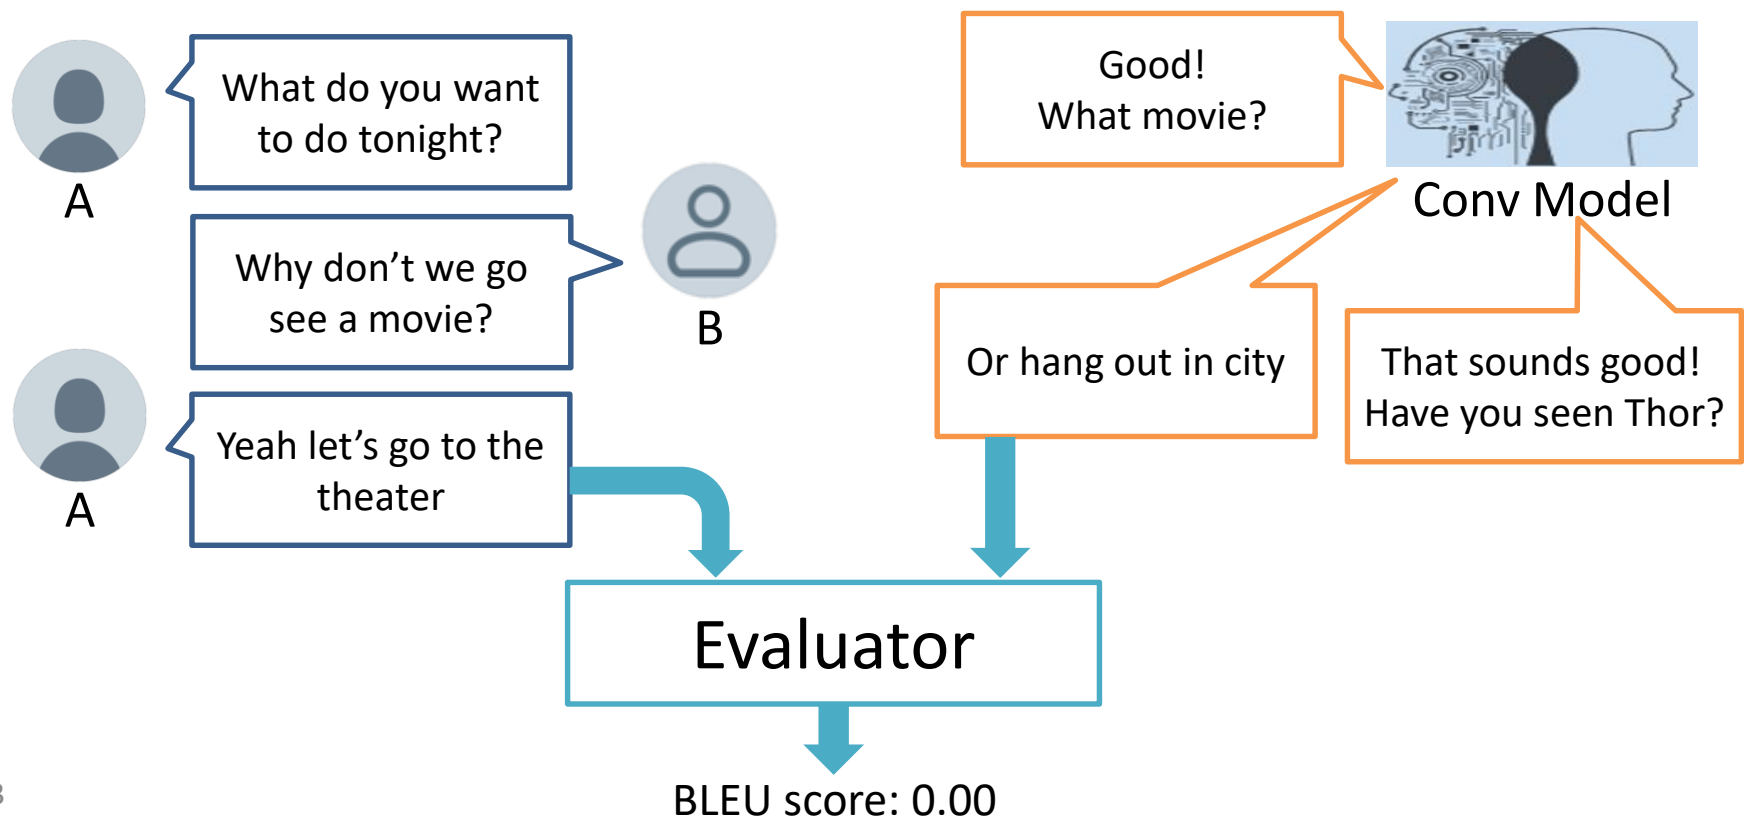 What do you want
to do tonight?
A
Why don't we go
see a movie?
B
Yeah let's go to the
theater
A
Good!
What movie?
Conv Model
Or hang out in city
That sounds good!
Have you seen Thor?
Evaluator
BLEU score: 0.00